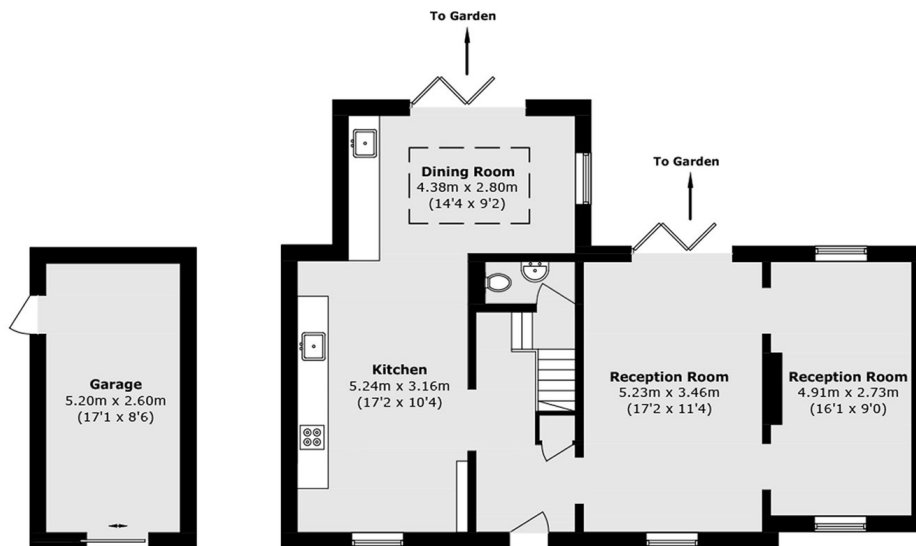 To Garden
Dining Room
4.38m x 2.80m
(14'4 x 9'2)
To Garden
Garage
5.20m x 2.60m
(17'1 x 8'6)
Kitchen
5.24m x 3.16m
(17'2 x 10'4)
Reception Room
5.23m x 3.46m
(17'2 x 11'4)
Reception Room
4.91m x 2.73m
(16'1 x 9'0)